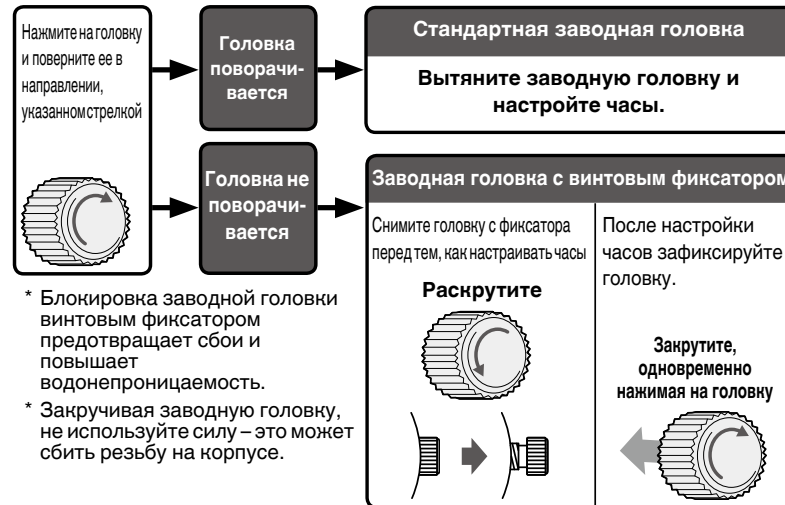 Нажмите на головку
и поверните ее в
направлении,
указанном стрелкой
Головка
поворачи-
вается
Стандартная заводная головка
Вытяните заводную головку и
настройте часы.
Головка не
поворачи-
вается
Заводная головка с винтовым фиксатором
Снимите головку с фиксатора
перед тем, как настраивать часы
Раскрутите
После настройки
часов зафиксируйте
головку.
Закрутите,
одновременно
нажимая на головку
* Блокировка заводной головки
винтовым фиксатором
предотвращает сбои и
повышает
водонепроницаемость.
* Закручивая заводную головку,
не используйте силу – это может
сбить резьбу на корпусе.